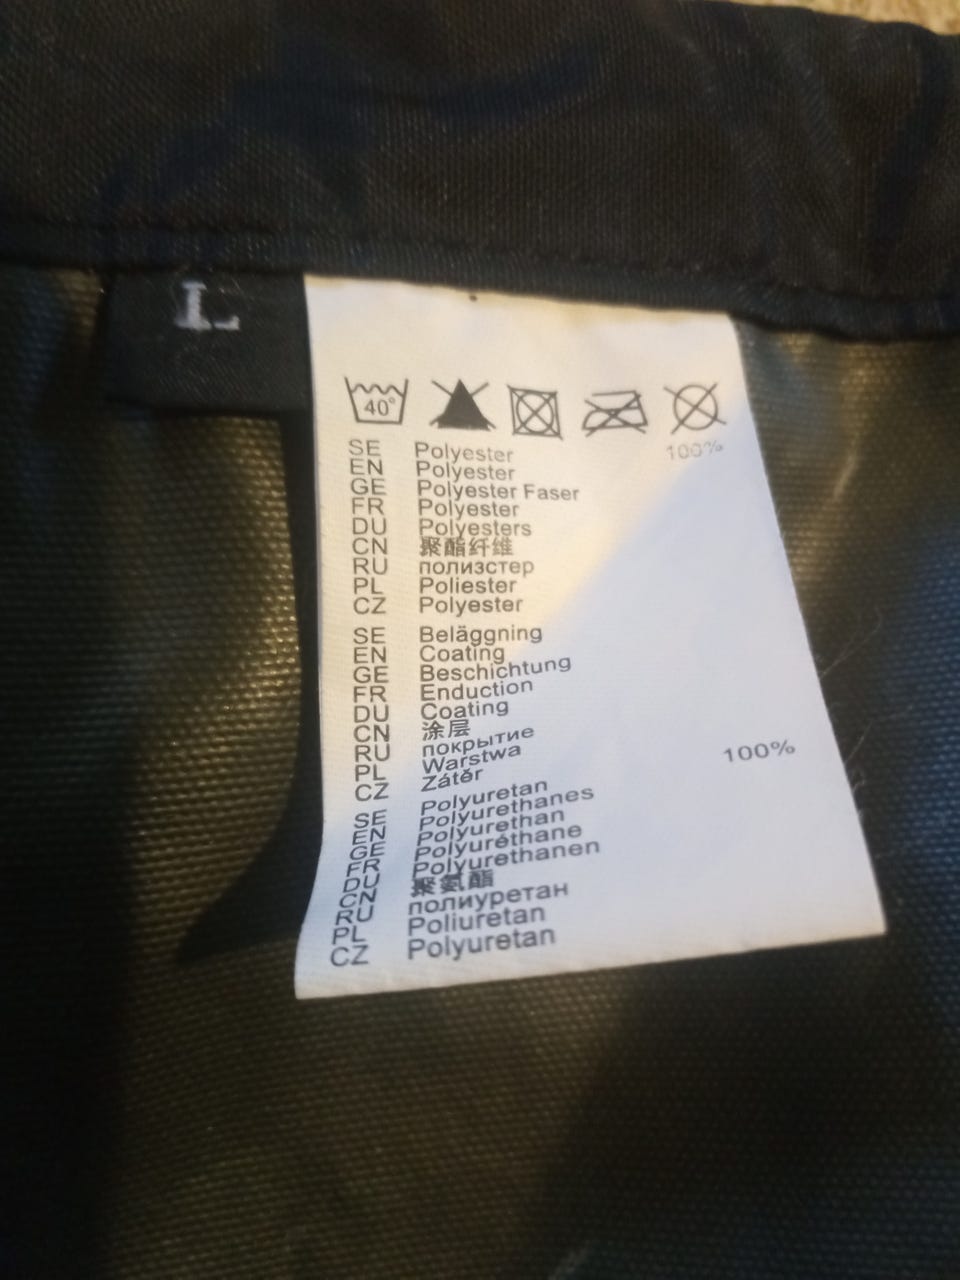 L
40°
SE Polyester 100%
EN Polyester
GE Polyester Faser
FR Polyester
DU Polyesters
CN 聚酯纤维
RU полизстер
PL Poliester
CZ Polyester
SE Beläggning
EN Coating
GE Beschichtung
FR Enduction
DU Coating
CN 涂层
RU покрытие
PL Warstwa 100%
CZ Zátěr
SE Polyuretan
EN Polyurethanes
GE Polyurethan
FR Polyuréthane
DU Polyurethanen
CN 聚氨酯
RU полиуретан
PL Poliuretan
CZ Polyuretan